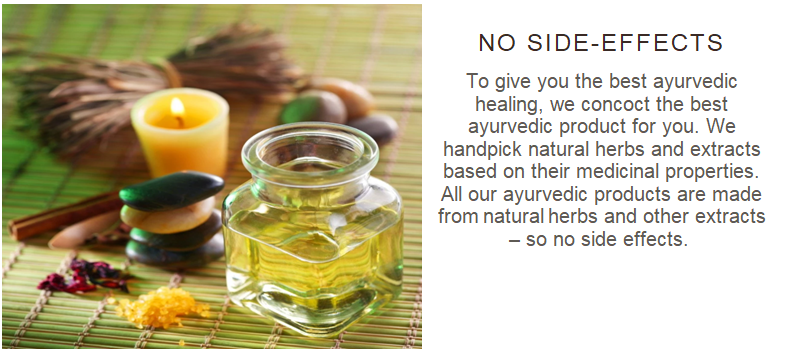 NO SIDE-EFFECTS
To give you the best ayurvedic
healing, we concoct the best
ayurvedic product for you. We
handpick natural herbs and extracts
based on their medicinal properties.
All our ayurvedic products are made
from natural herbs and other extracts
– so no side effects.